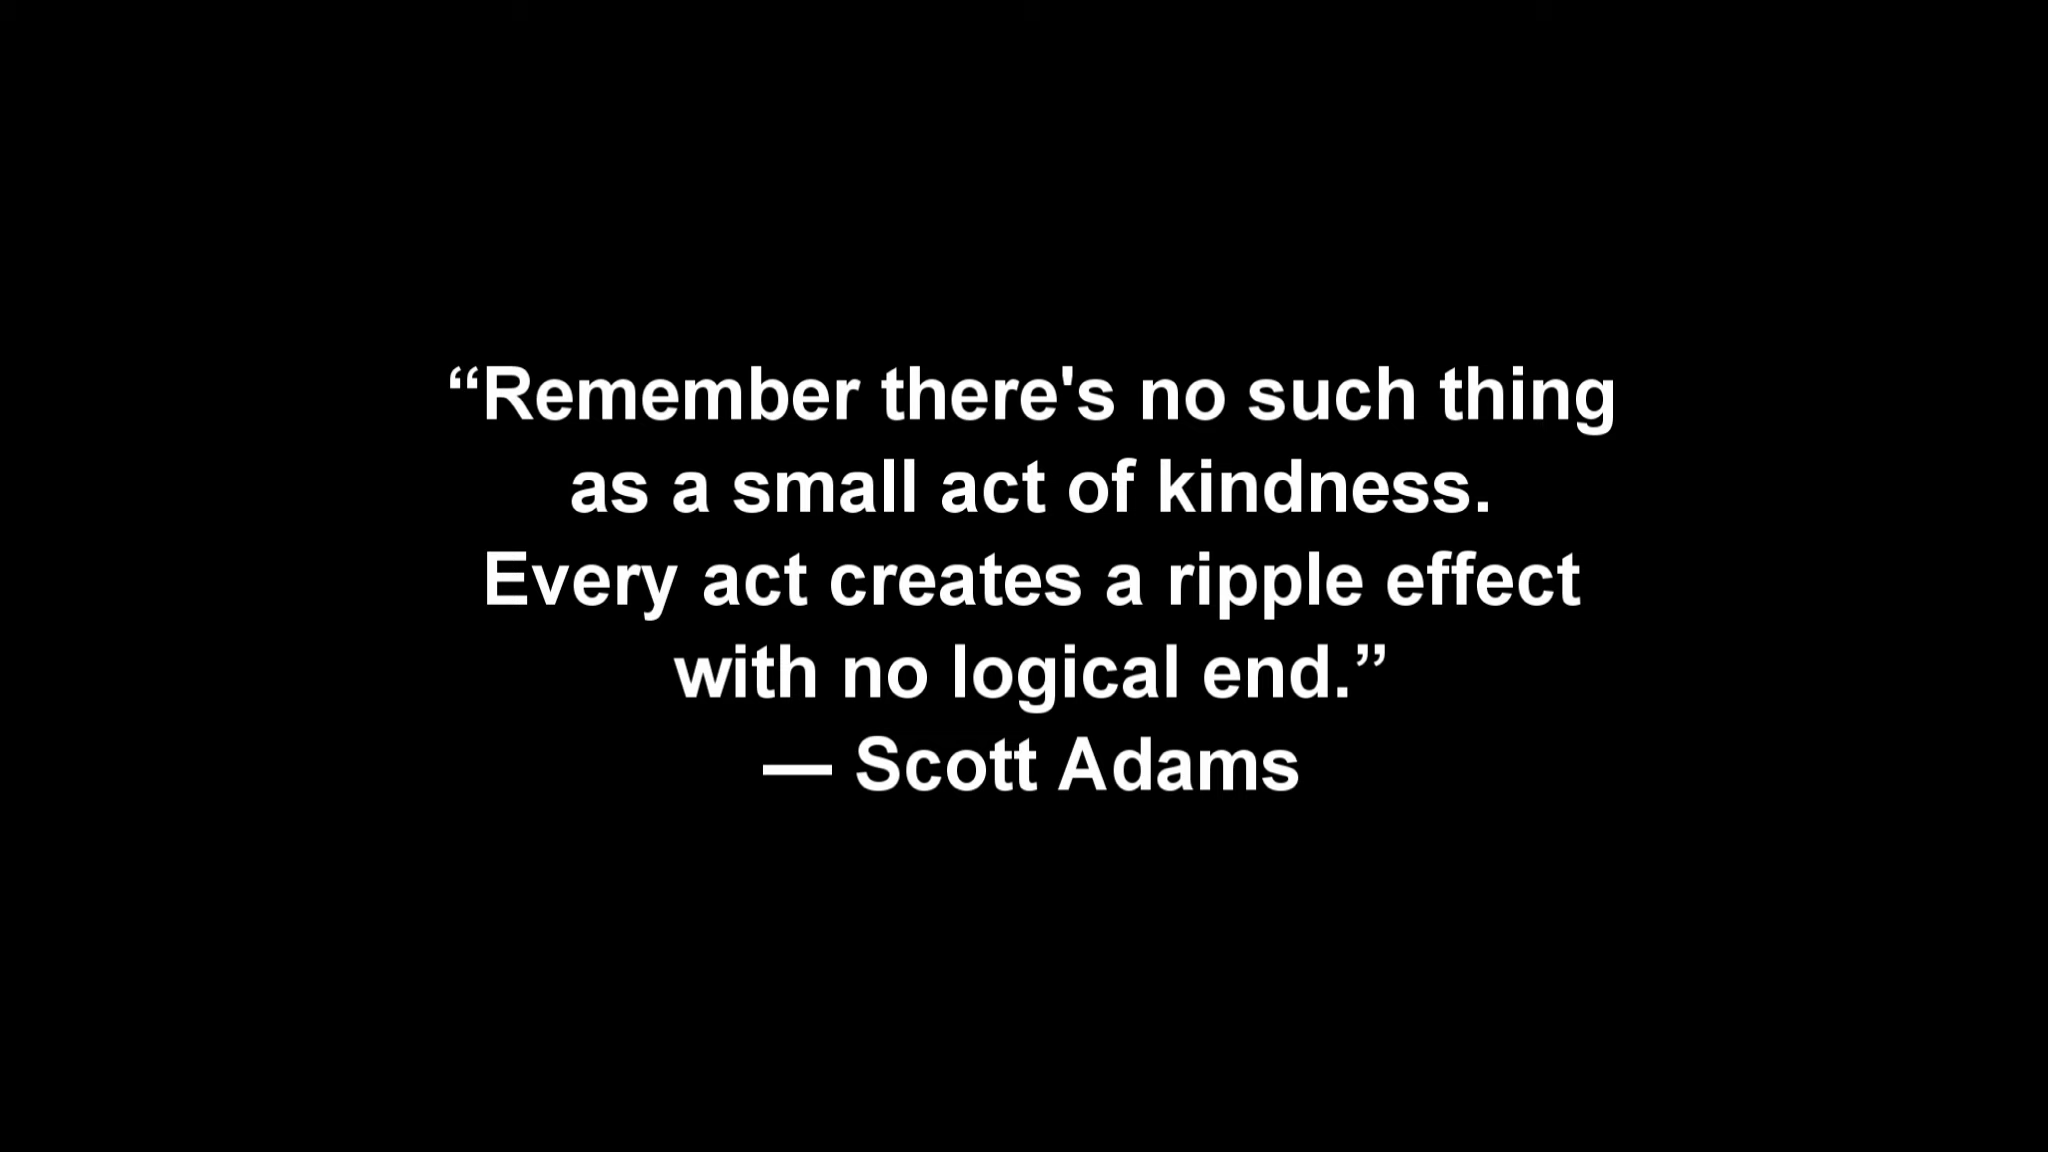 “Remember there's no such thing
as a small act of kindness.
Every act creates a ripple effect
with no logical end.”
— Scott Adams